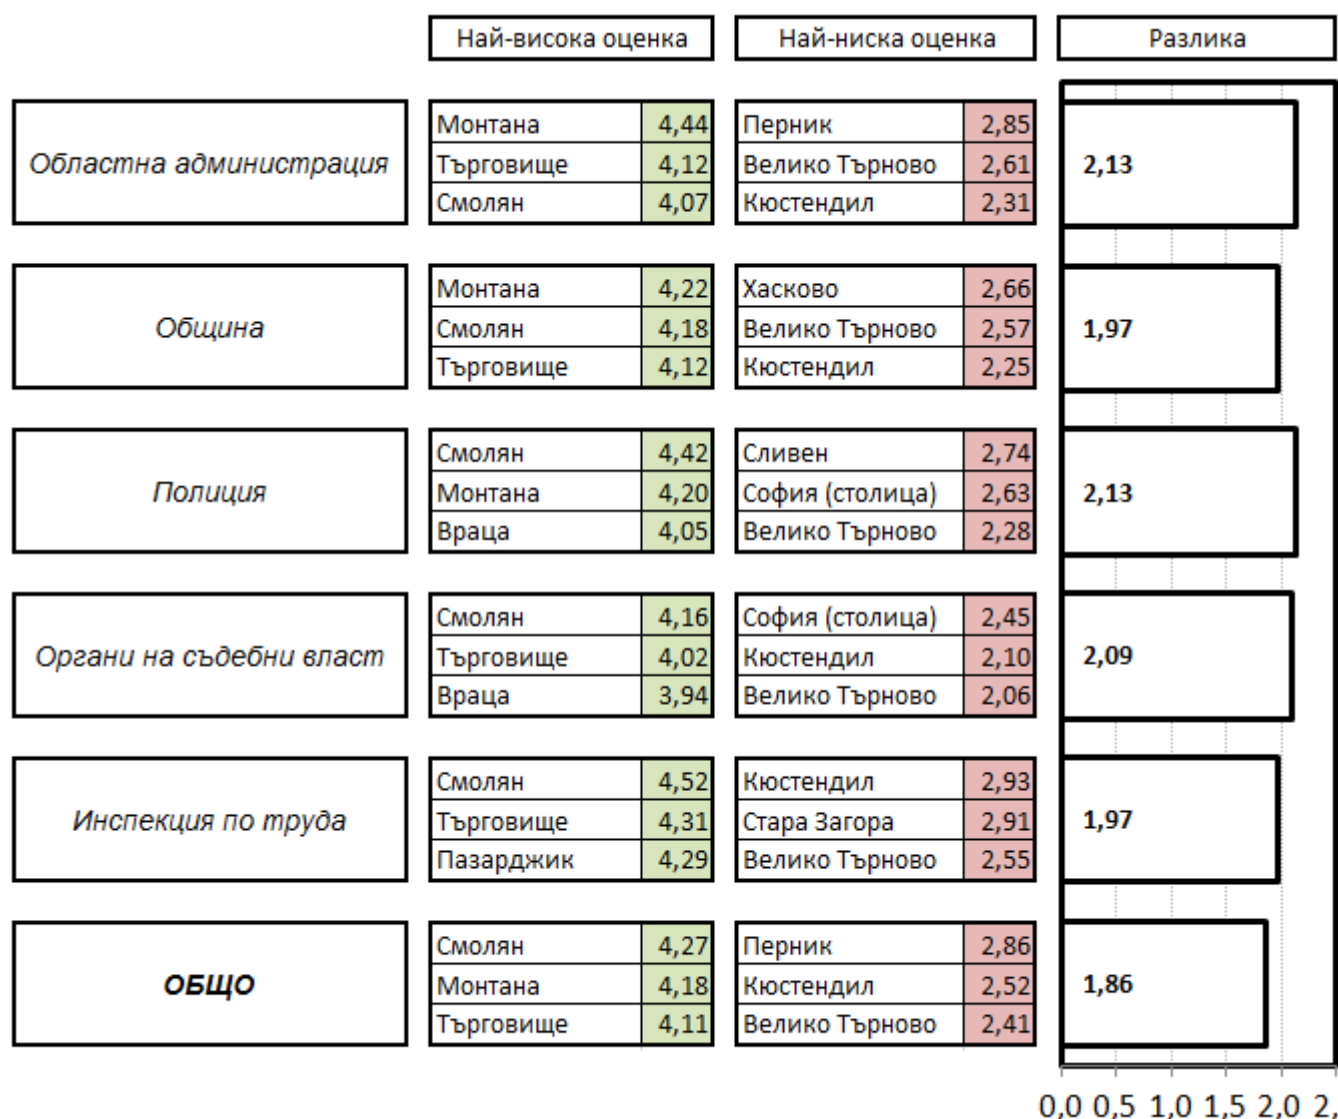 Най-висока оценка Най-ниска оценка Разлика
Областна администрация
Монтана 4,44 Перник 2,85
Търговище 4,12 Велико Търново 2,61
Смолян 4,07 Кюстендил 2,31
2,13
Община
Монтана 4,22 Хасково 2,66
Смолян 4,18 Велико Търново 2,57
Търговище 4,12 Кюстендил 2,25
1,97
Полиция
Смолян 4,42 Сливен 2,74
Монтана 4,20 София (столица) 2,63
Враца 4,05 Велико Търново 2,28
2,13
Органи на съдебни власт
Смолян 4,16 София (столица) 2,45
Търговище 4,02 Кюстендил 2,10
Враца 3,94 Велико Търново 2,06
2,09
Инспекция по труда
Смолян 4,52 Кюстендил 2,93
Търговище 4,31 Стара Загора 2,91
Пазарджик 4,29 Велико Търново 2,55
1,97
ОБЩО
Смолян 4,27 Перник 2,86
Монтана 4,18 Кюстендил 2,52
Търговище 4,11 Велико Търново 2,41
1,86
0,0 0,5 1,0 1,5 2,0 2,